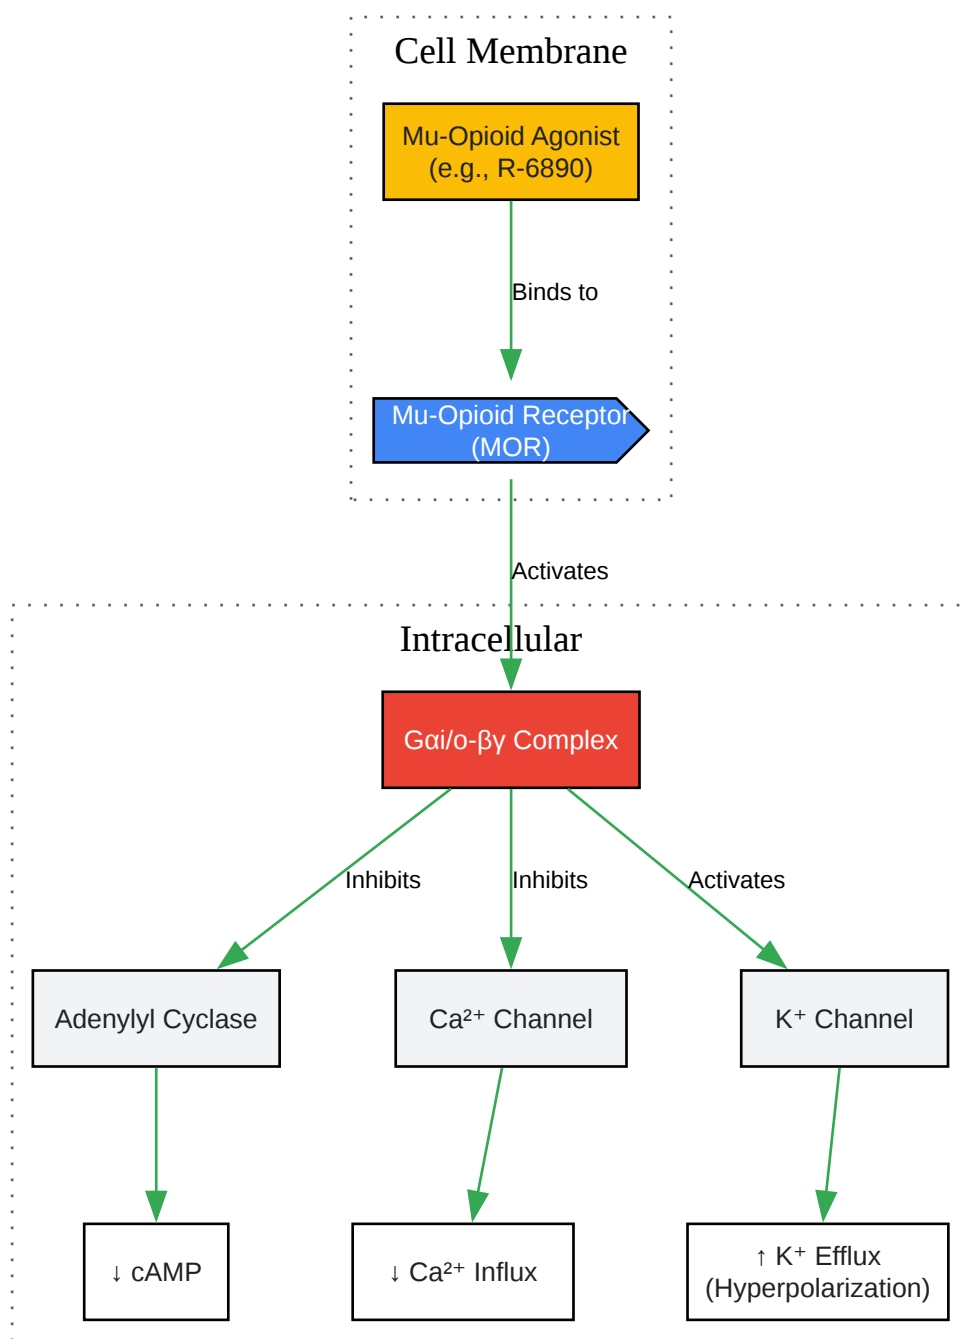 Cell Membrane
Mu-Opioid Agonist
(e.g., R-6890)
Binds to
Mu-Opioid Receptor
(MOR)
Activates
Intracellular
Gαi/o-βγ Complex
Inhibits
Inhibits
Activates
Adenylyl Cyclase
Ca²⁺ Channel
K⁺ Channel
↓ cAMP
↓ Ca²⁺ Influx
↑ K⁺ Efflux
(Hyperpolarization)